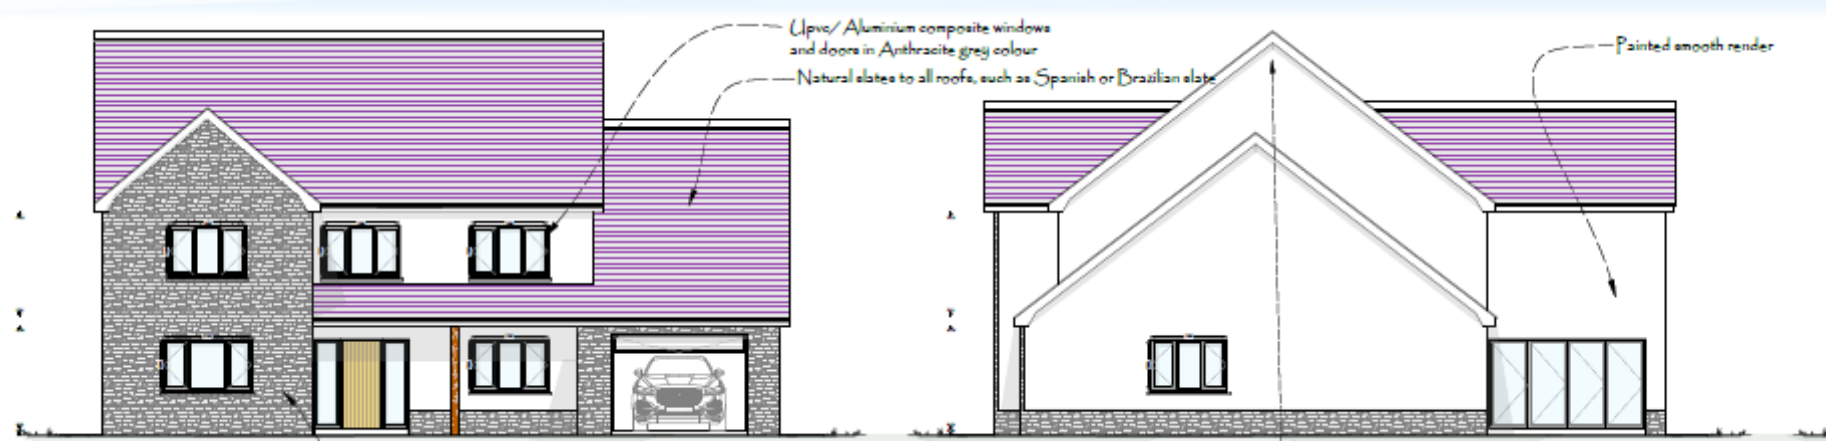 Upvc/ Aluminium composite windows
and doors in Anthracite grey colour
Natural slates to all roofs, such as Spanish or Brazilian slate
Painted smooth render